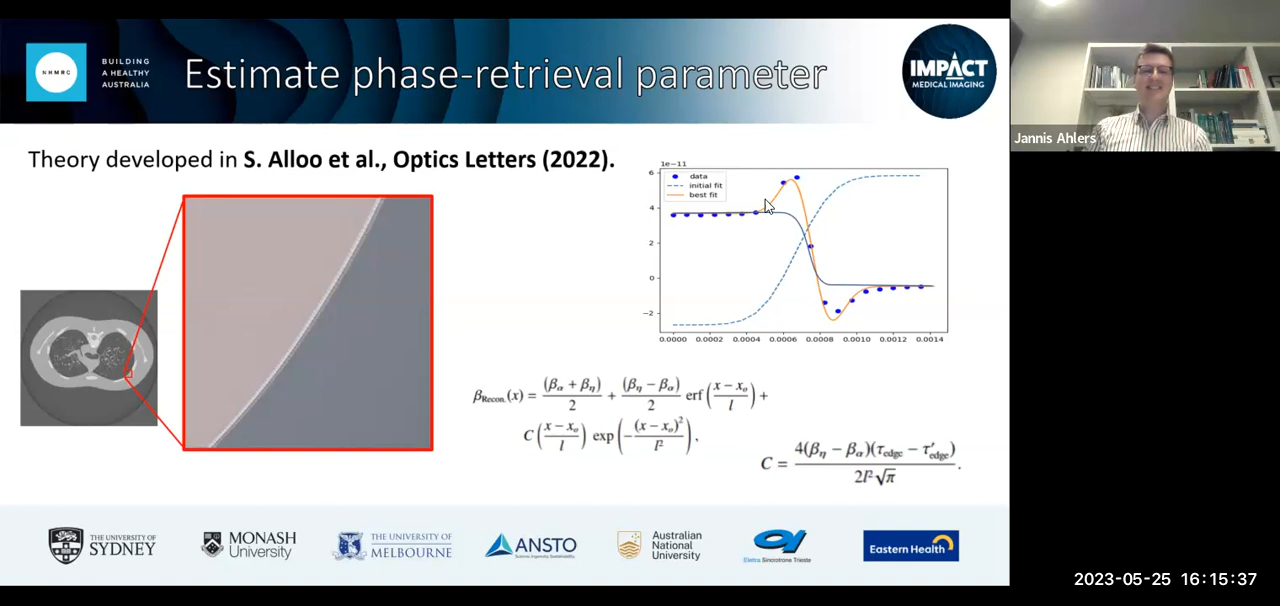 NHMRC
BUILDING
A HEALTHY
AUSTRALIA
Estimate phase-retrieval parameter
IMPACT
MEDICAL IMAGING
Jannis Ahlers
Theory developed in S. Alloo et al., Optics Letters (2022).
1e−11
data
initial fit
best fit
6
4
2
0
−2
0.0000 0.0002 0.0004 0.0006 0.0008 0.0010 0.0012 0.0014
β_Recon.(x) = (β_α + β_η)/2 + (β_η − β_α)/2 erf((x − x_o)/l) +
C((x − x_o)/l) exp(−(x − x_o)²/l²),
C = 4(β_η − β_α)(τ_edge − τ′_edge)/2l²√π.
THE UNIVERSITY OF
SYDNEY
MONASH
University
THE UNIVERSITY OF
MELBOURNE
ANSTO
Science. Ingenuity. Sustainability.
Australian
National
University
Elettra Sincrotrone Trieste
Eastern Health
2023-05-25 16:15:37